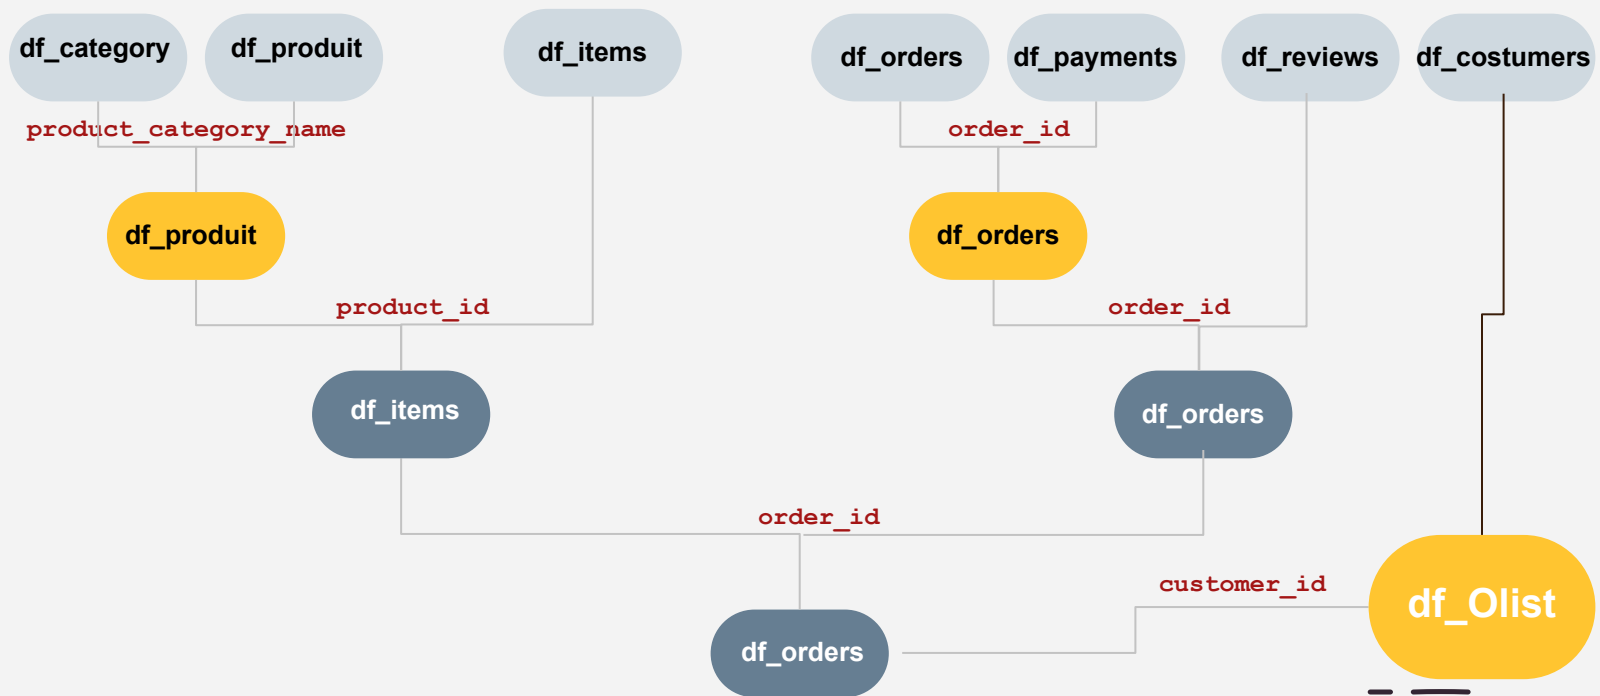 df_category
df_produit
df_items
df_orders
df_payments
df_reviews
df_costumers
product_category_name
order_id
df_produit
df_orders
product_id
order_id
df_items
df_orders
order_id
customer_id
df_Olist
df_orders